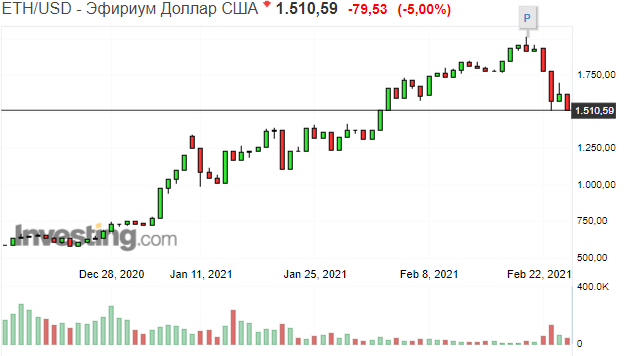 ETH/USD - Эфириум Доллар США 1.510,59 -79,53 (-5,00%)
P
1.750,00
1.510,59
1.250,00
1.000,00
750,00
Investing.com
500,00
Dec 28, 2020 Jan 11, 2021 Jan 25, 2021 Feb 8, 2021 Feb 22, 2021
400.0K
0